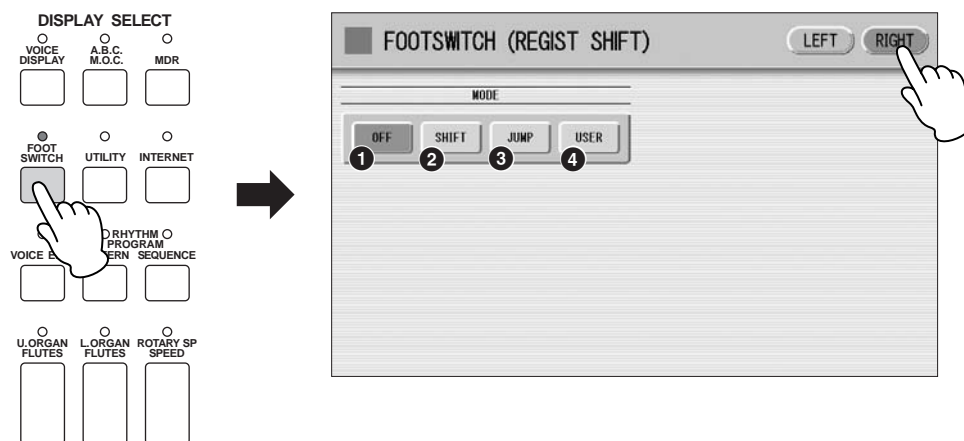 DISPLAY SELECT
VOICE DISPLAY
A.B.C. M.O.C.
MDR
FOOT SWITCH
UTILITY
INTERNET
RHYTHM PROGRAM
VOICE E
ERN
SEQUENCE
U.ORGAN FLUTES
L.ORGAN FLUTES
ROTARY SP SPEED
FOOTSWITCH (REGIST SHIFT)
LEFT
RIGHT
MODE
OFF
SHIFT
JUMP
USER
1
2
3
4